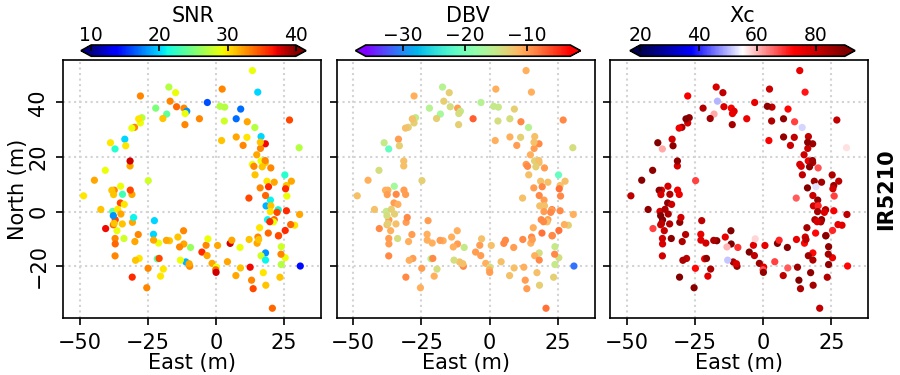 SNR DBV Xc
10 20 30 40 −30 −20 −10 20 40 60 80
40
20
0
−20
North (m)
IR5210
−50 −25 0 25 −50 −25 0 25 −50 −25 0 25
East (m) East (m) East (m)